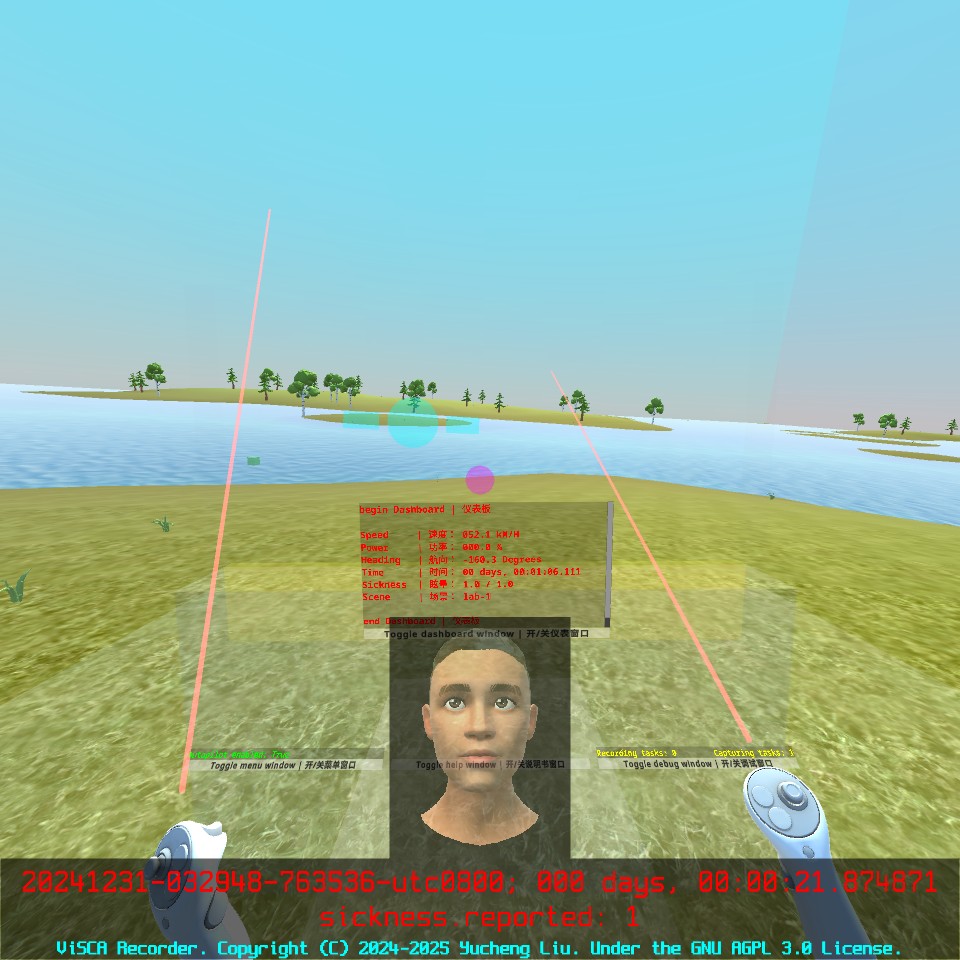 begin Dashboard | 仪表板
Speed | 速度： 052.1 kM/H
Power | 功率： 000.0 %
Heading | 航向： -160.3 Degrees
Time | 时间： 00 days, 00:01:06.111
Sickness | 眩晕： 1.0 / 1.0
Scene | 场景： lab-1
end Dashboard | 仪表板
Toggle dashboard window | 开/关仪表窗口
True
Toggle menu window | 开/关菜单窗口
Toggle help window | 开/关说明书窗口
Recording tasks: 0 Capturing tasks: 3
Toggle debug window | 开/关调试窗口
20241231-032948-763536-utc0800; 000 days, 00:00:21.874871
sickness reported: 1
ViSCA Recorder. Copyright (C) 2024-2025 Yucheng Liu. Under the GNU AGPL 3.0 License.